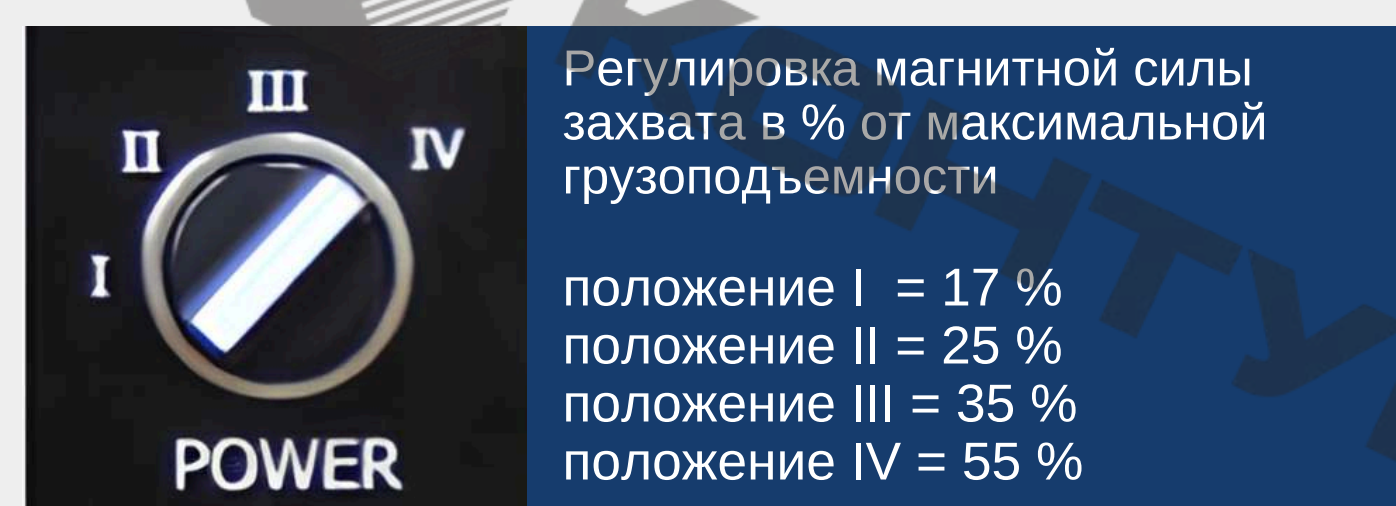 III
II
IV
I
POWER
Регулировка магнитной силы
захвата в % от максимальной
грузоподъемности
положение I = 17 %
положение II = 25 %
положение III = 35 %
положение IV = 55 %